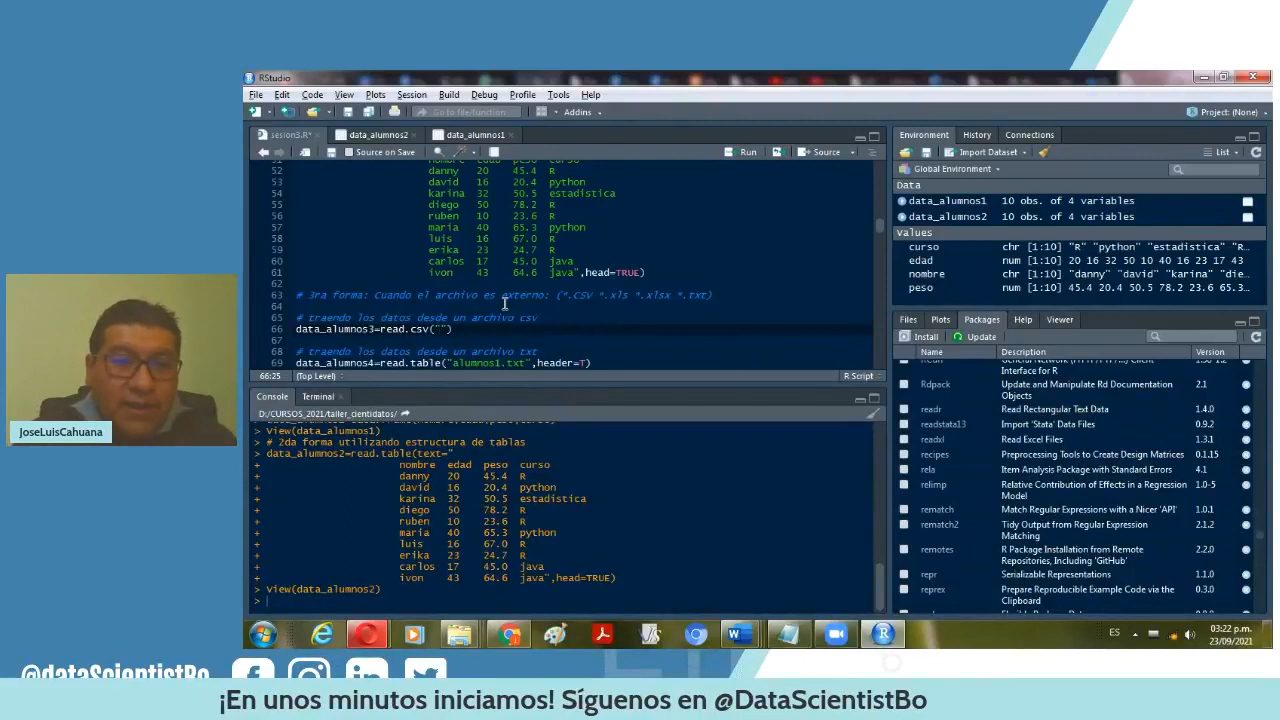 RStudio
File Edit Code View Plots Session Build Debug Profile Tools Help
Go to file/function Addins Project: (None)
sesion3.R* data_alumnos2 data_alumnos1
Source on Save Run Source
nombre edad peso curso
52 danny 20 45.4 R
53 david 16 20.4 python
54 karina 32 50.5 estadistica
55 diego 50 78.2 R
56 ruben 10 23.6 R
57 maria 40 65.3 python
58 luis 16 67.0 R
59 erika 23 24.7 R
60 carlos 17 45.0 java
61 ivon 43 64.6 java",head=TRUE)
62
63 # 3ra forma: Cuando el archivo es externo: (*.CSV *.xls *.xlsx *.txt)
64
65 # traendo los datos desde un archivo csv
66 data_alumnos3=read.csv("")
67
68 # traendo los datos desde un archivo txt
69 data_alumnos4=read.table("alumnos1.txt",header=T)
66:25 (Top Level) R Script
Console Terminal
D:/CURSOS_2021/taller_cientidatos/
> View(data_alumnos1)
> # 2da forma utilizando estructura de tablas
> data_alumnos2=read.table(text="
+ nombre edad peso curso
+ danny 20 45.4 R
+ david 16 20.4 python
+ karina 32 50.5 estadistica
+ diego 50 78.2 R
+ ruben 10 23.6 R
+ maria 40 65.3 python
+ luis 16 67.0 R
+ erika 23 24.7 R
+ carlos 17 45.0 java
+ ivon 43 64.6 java",head=TRUE)
> View(data_alumnos2)
>
Environment History Connections
Import Dataset List
Global Environment
Data
data_alumnos1 10 obs. of 4 variables
data_alumnos2 10 obs. of 4 variables
Values
curso chr [1:10] "R" "python" "estadistica" "R…
edad num [1:10] 20 16 32 50 10 40 16 23 17 43
nombre chr [1:10] "danny" "david" "karina" "die…
peso num [1:10] 45.4 20.4 50.5 78.2 23.6 ...
Files Plots Packages Help Viewer
Install Update
Name Description Version
Interface for R
Rdpack Update and Manipulate Rd Documentation Objects 2.1
readr Read Rectangular Text Data 1.4.0
readstata13 Import 'Stata' Data Files 0.9.2
readxl Read Excel Files 1.3.1
recipes Preprocessing Tools to Create Design Matrices 0.1.15
rela Item Analysis Package with Standard Errors 4.1
relimp Relative Contribution of Effects in a Regression Model 1.0-5
rematch Match Regular Expressions with a Nicer 'API' 1.0.1
rematch2 Tidy Output from Regular Expression Matching 2.1.2
remotes R Package Installation from Remote Repositories, Including 'GitHub' 2.2.0
repr Serializable Representations 1.1.0
reprex Prepare Reproducible Example Code via the Clipboard 0.3.0
JoseLuisCahuana
ES 03:22 p.m.
23/09/2021
@dataScientistBo
¡En unos minutos iniciamos! Síguenos en @DataScientistBo